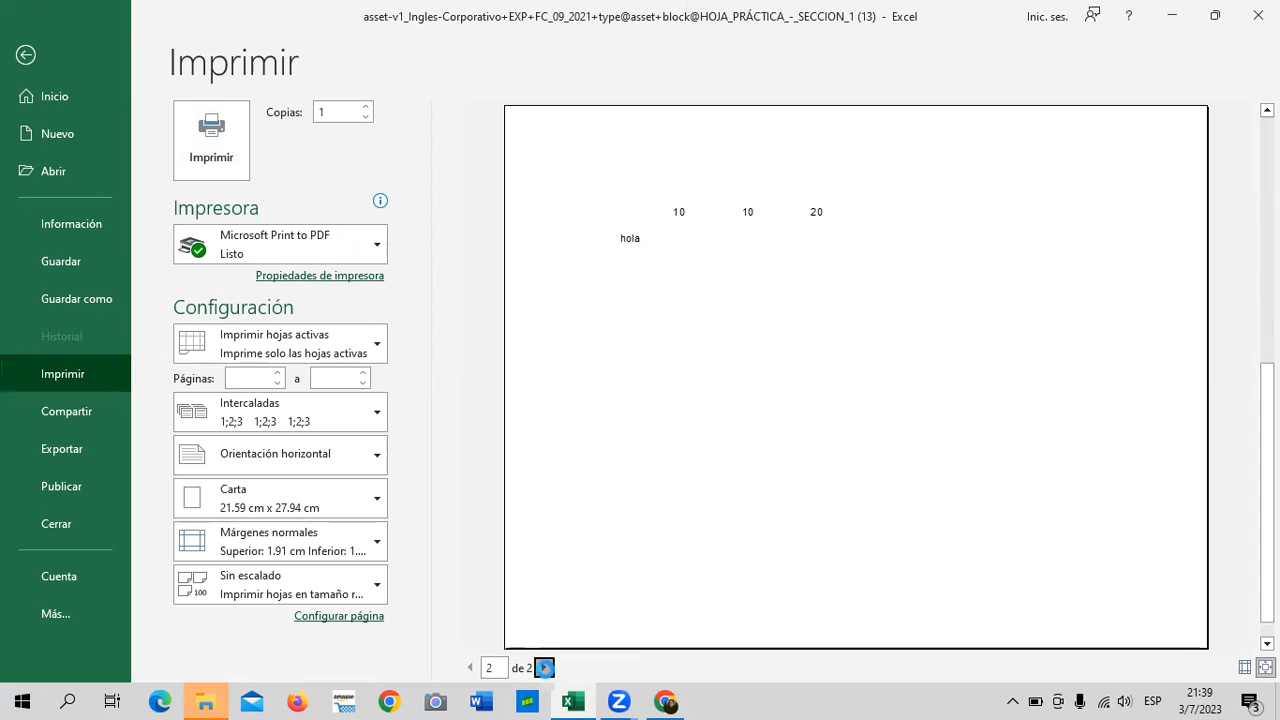 asset-v1_Ingles-Corporativo+EXP+FC_09_2021+type@asset+block@HOJA_PRÁCTICA_-_SECCION_1 (13) - Excel
Inic. ses.
?
Imprimir
Inicio
Nuevo
Abrir
Información
Guardar
Guardar como
Historial
Imprimir
Compartir
Exportar
Publicar
Cerrar
Cuenta
Más...
Imprimir
Copias: 1
Impresora
Microsoft Print to PDF
Listo
Propiedades de impresora
Configuración
Imprimir hojas activas
Imprime solo las hojas activas
Páginas: a
Intercaladas
1;2;3 1;2;3 1;2;3
Orientación horizontal
Carta
21.59 cm x 27.94 cm
Márgenes normales
Superior: 1.91 cm Inferior: 1....
Sin escalado
Imprimir hojas en tamaño r...
100
Configurar página
10 10 20
hola
2 de 2
amazon
ESP
21:39
3/7/2023
3